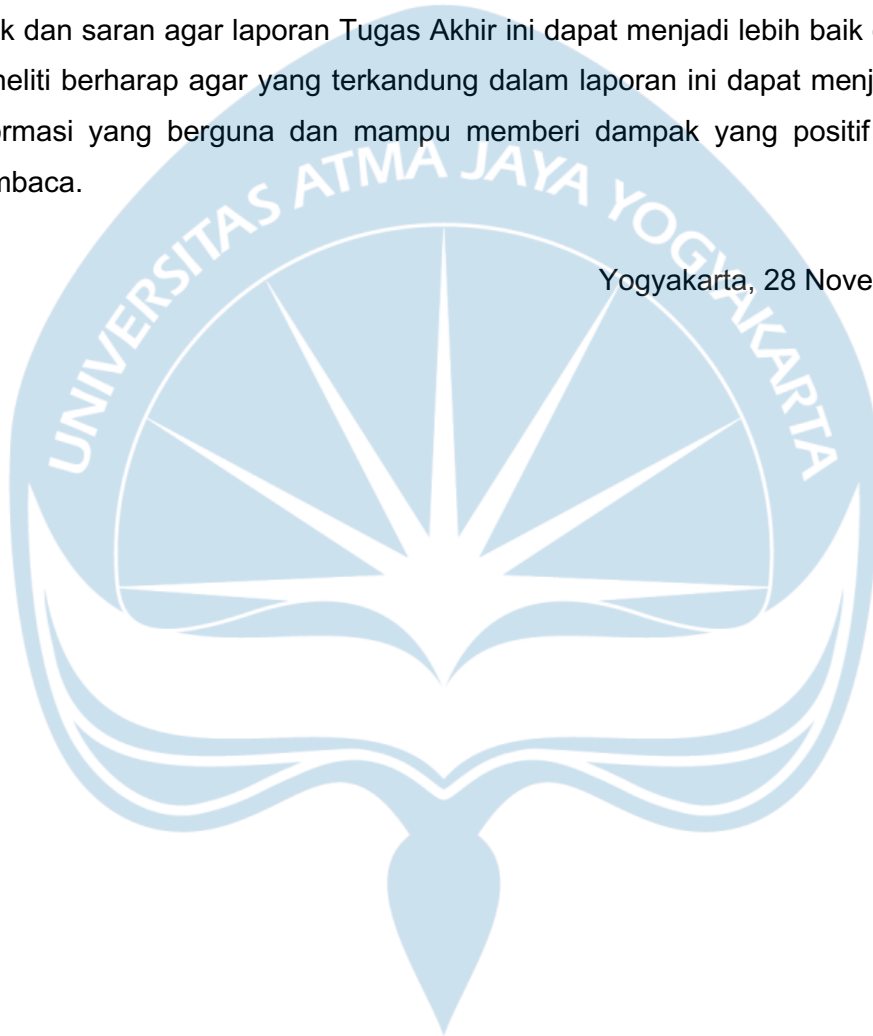 k dan saran agar laporan Tugas Akhir ini dapat menjadi lebih baik
neliti berharap agar yang terkandung dalam laporan ini dapat menj
ormasi yang berguna dan mampu memberi dampak yang positif
mbaca.
UNIVERSITAS ATMA JAYA YOGYAKARTA
Yogyakarta, 28 Nove